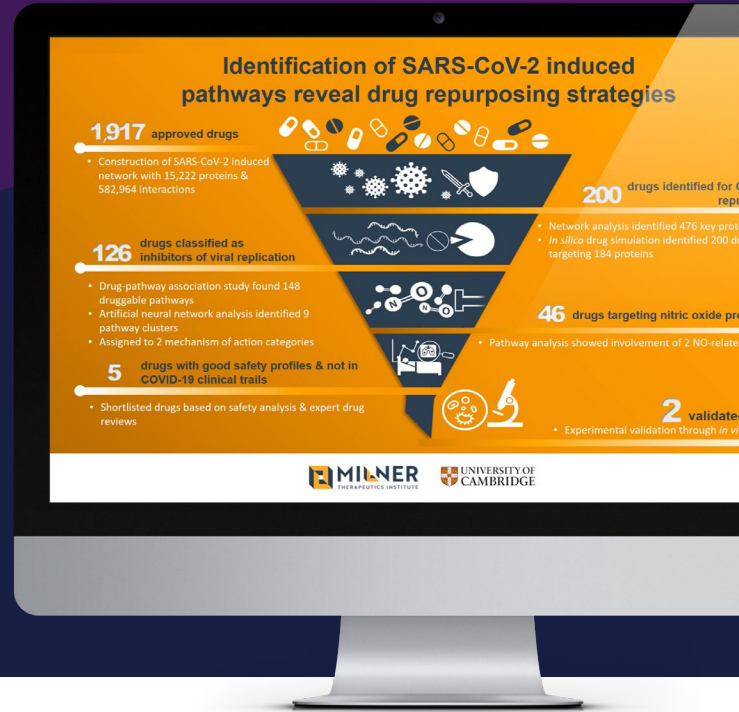 Identification of SARS-CoV-2 induced
pathways reveal drug repurposing strategies
1,917 approved drugs
• Construction of SARS-CoV-2 induced
network with 15,222 proteins &
582,964 interactions
200 drugs identified for
• Network analysis identified 476 key
• In silico drug simulation identified 200
targeting 184 proteins
126 drugs classified as
inhibitors of viral replication
• Drug-pathway association study found 148
druggable pathways
• Artificial neural network analysis identified 9
pathway clusters
• Assigned to 2 mechanism of action categories
46 drugs targeting nitric oxide
• Pathway analysis showed involvement of 2
5 drugs with good safety profiles & not in
COVID-19 clinical trails
• Shortlisted drugs based on safety analysis & expert drug
reviews
2
• Experimental validation through in
N
O
N
MILNER
THERAPEUTICS INSTITUTE
UNIVERSITY OF
CAMBRIDGE